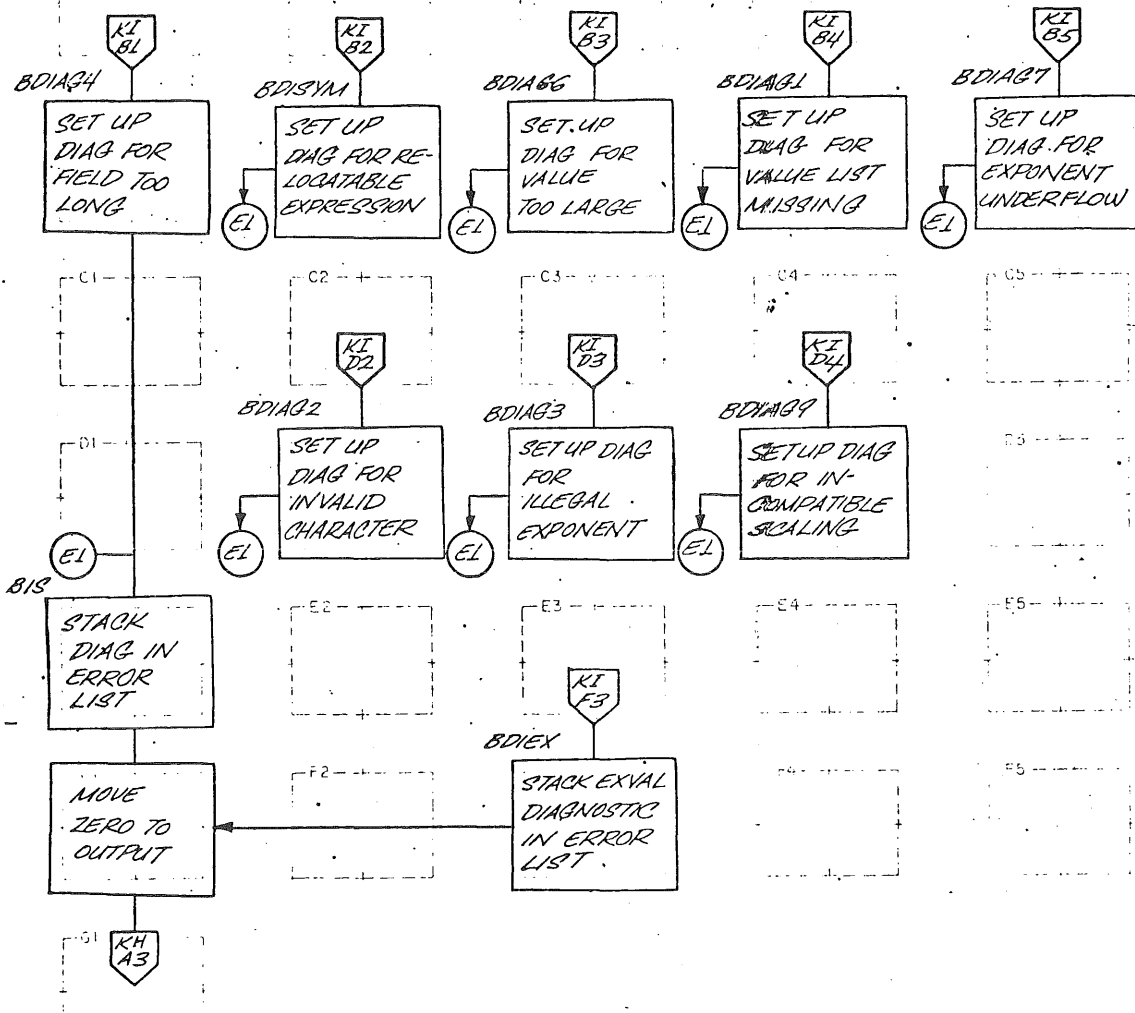 KI
B1
KI
B2
KI
B3
KI
B4
KI
B5
BDIAG4
BDISYM
BDIAG6
BDIAG1
BDIAG7
SET UP
DIAG FOR
FIELD TOO
LONG
SET UP
DIAG FOR RE-
LOCATABLE
EXPRESSION
SET UP
DIAG FOR
VALUE
TOO LARGE
SET UP
DIAG FOR
VALUE LIST
MISSING
SET UP
DIAG FOR
EXPONENT
UNDERFLOW
E1
E1
E1
E1
C1
C2
C3
C4
C5
KI
D2
KI
D3
KI
D4
BDIAG2
BDIAG3
BDIAG9
D1
SET UP
DIAG FOR
INVALID
CHARACTER
SET UP DIAG
FOR
ILLEGAL
EXPONENT
SET UP DIAG
FOR IN-
COMPATIBLE
SCALING
E1
E1
E1
E1
BIS
STACK
DIAG IN
ERROR
LIST
E2
E3
E4
E5
KI
F3
BDIEX
MOVE
ZERO TO
OUTPUT
F2
STACK EXVAL
DIAGNOSTIC
IN ERROR
LIST.
F4
F5
G1
KH
A3